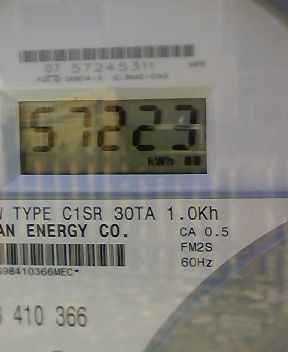 07 57245311
57223
kWh
TYPE C1SR 30TA 1.0Kh
AN ENERGY CO. CA 0.5
FM2S
60Hz
98410366MEC*
410 366